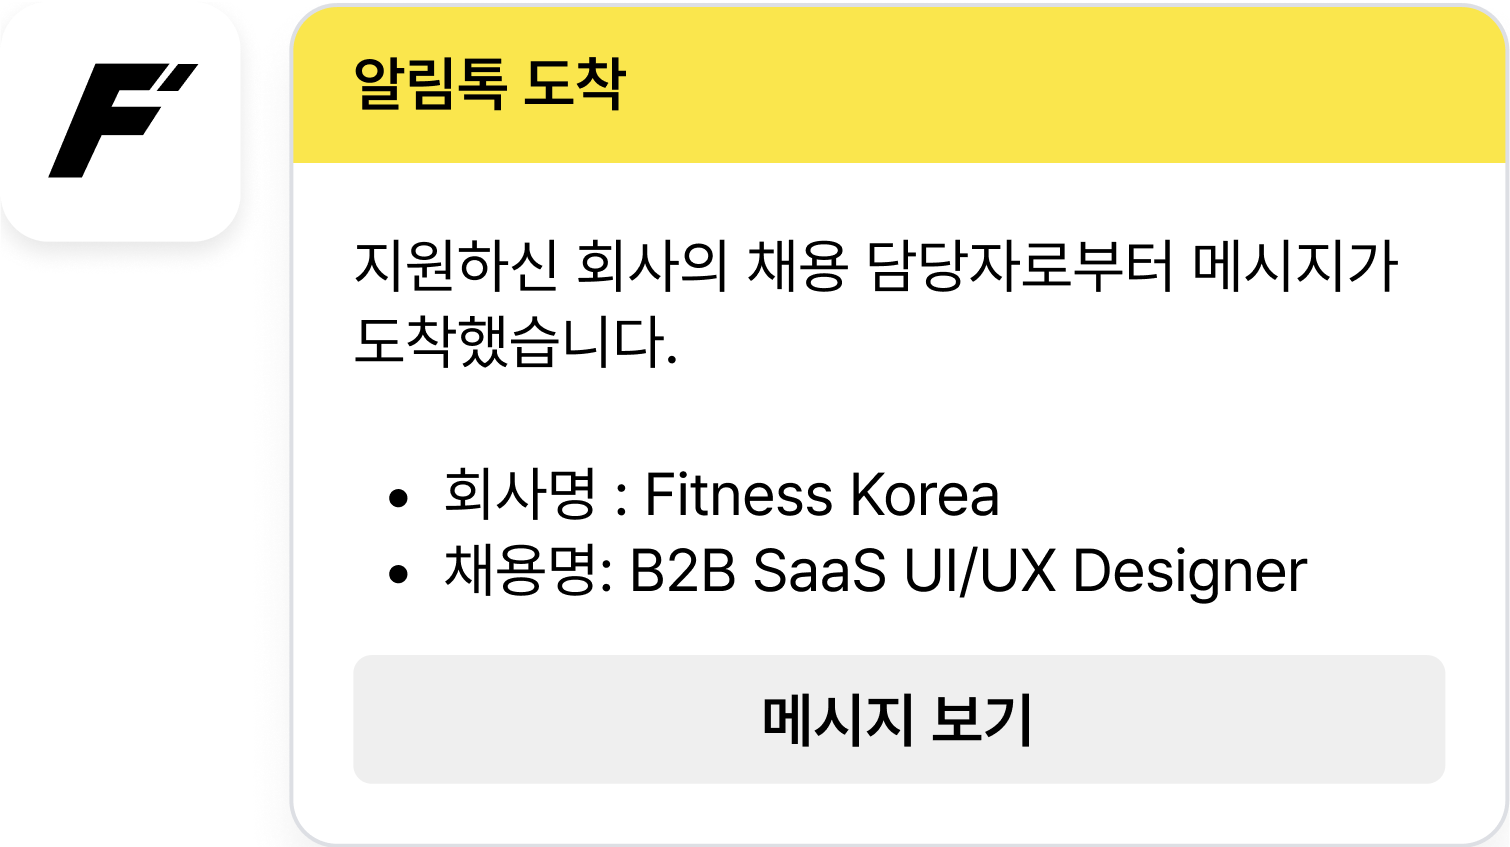 알림톡 도착
지원하신 회사의 채용 담당자로부터 메시지가
도착했습니다.
• 회사명 : Fitness Korea
• 채용명: B2B SaaS UI/UX Designer
메시지 보기